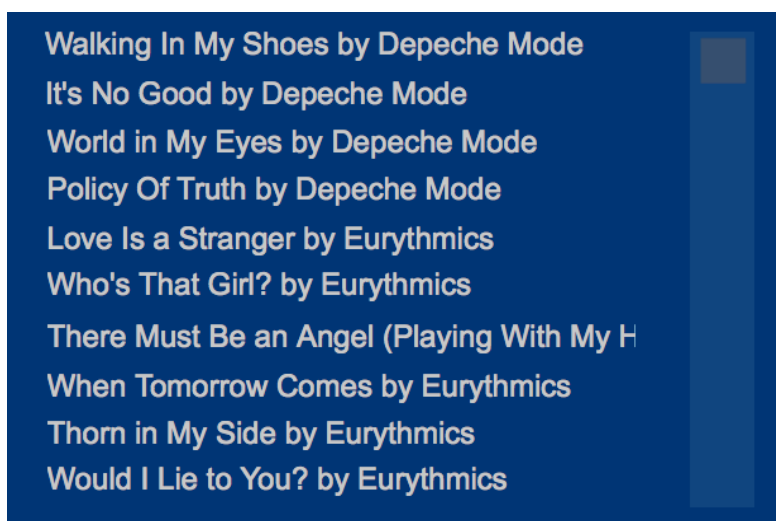 Walking In My Shoes by Depeche Mode
It's No Good by Depeche Mode
World in My Eyes by Depeche Mode
Policy Of Truth by Depeche Mode
Love Is a Stranger by Eurythmics
Who's That Girl? by Eurythmics
There Must Be an Angel (Playing With My H
When Tomorrow Comes by Eurythmics
Thorn in My Side by Eurythmics
Would I Lie to You? by Eurythmics